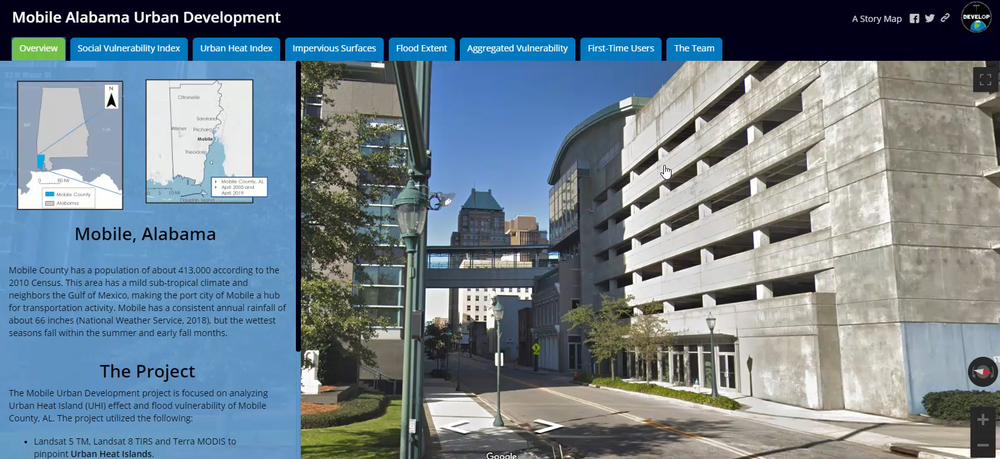 Mobile Alabama Urban Development
A Story Map
DEVELOP
Overview
Social Vulnerability Index
Urban Heat Index
Impervious Surfaces
Flood Extent
Aggregated Vulnerability
First-Time Users
The Team
33 W Water St
N
MS
GA
FL
0 80 Mi
Mobile County
Alabama
Citronelle
Saraland
Wilmer Prichard
Mobile
Theodore
Mobile County, AL
April 2005 and
April 2019
0 5 10 Mi
Dauphin Island
Mobile, Alabama
Mobile County has a population of about 413,000 according to the
2010 Census. This area has a mild sub-tropical climate and
neighbors the Gulf of Mexico, making the port city of Mobile a hub
for transportation activity. Mobile has a consistent annual rainfall of
about 66 inches (National Weather Service, 2018), but the wettest
seasons fall within the summer and early fall months.
The Project
The Mobile Urban Development project is focused on analyzing
Urban Heat Island (UHI) effect and flood vulnerability of Mobile
County, AL. The project utilized the following:
• Landsat 5 TM, Landsat 8 TIRS and Terra MODIS to
pinpoint Urban Heat Islands.
Google